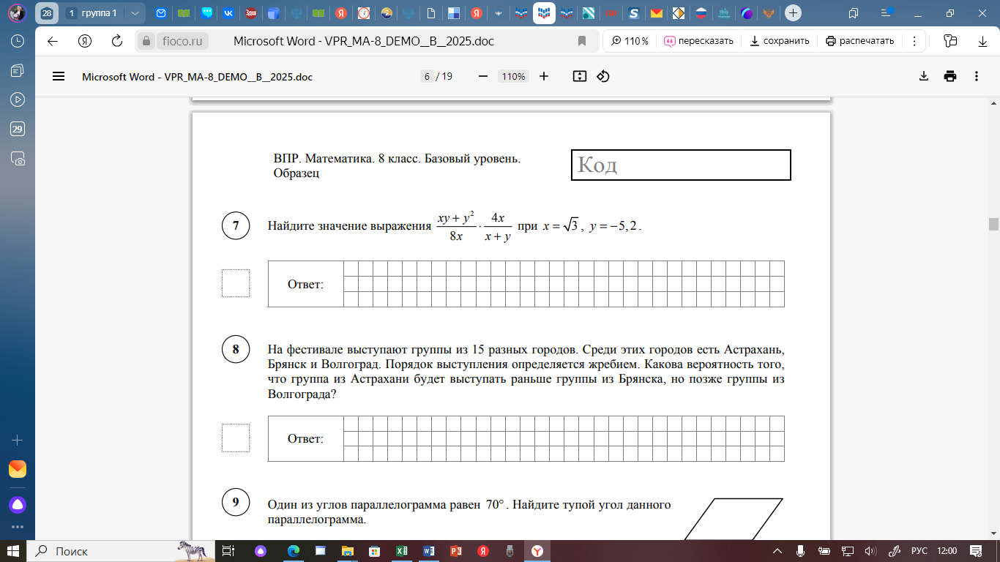 28
1 группа 1
fioco.ru Microsoft Word - VPR_MA-8_DEMO__B__2025.doc 110% пересказать сохранить распечатать
Microsoft Word - VPR_MA-8_DEMO__B__2025.doc 6 / 19 110%
29
ВПР. Математика. 8 класс. Базовый уровень.
Образец
Код
7 Найдите значение выражения (xy + y²)/(8x) · (4x)/(x + y) при x = √3 , y = −5,2 .
Ответ:
8 На фестивале выступают группы из 15 разных городов. Среди этих городов есть Астрахань,
Брянск и Волгоград. Порядок выступления определяется жребием. Какова вероятность того,
что группа из Астрахани будет выступать раньше группы из Брянска, но позже группы из
Волгограда?
Ответ:
9 Один из углов параллелограмма равен 70° . Найдите тупой угол данного
параллелограмма.
Поиск
РУС 12:00